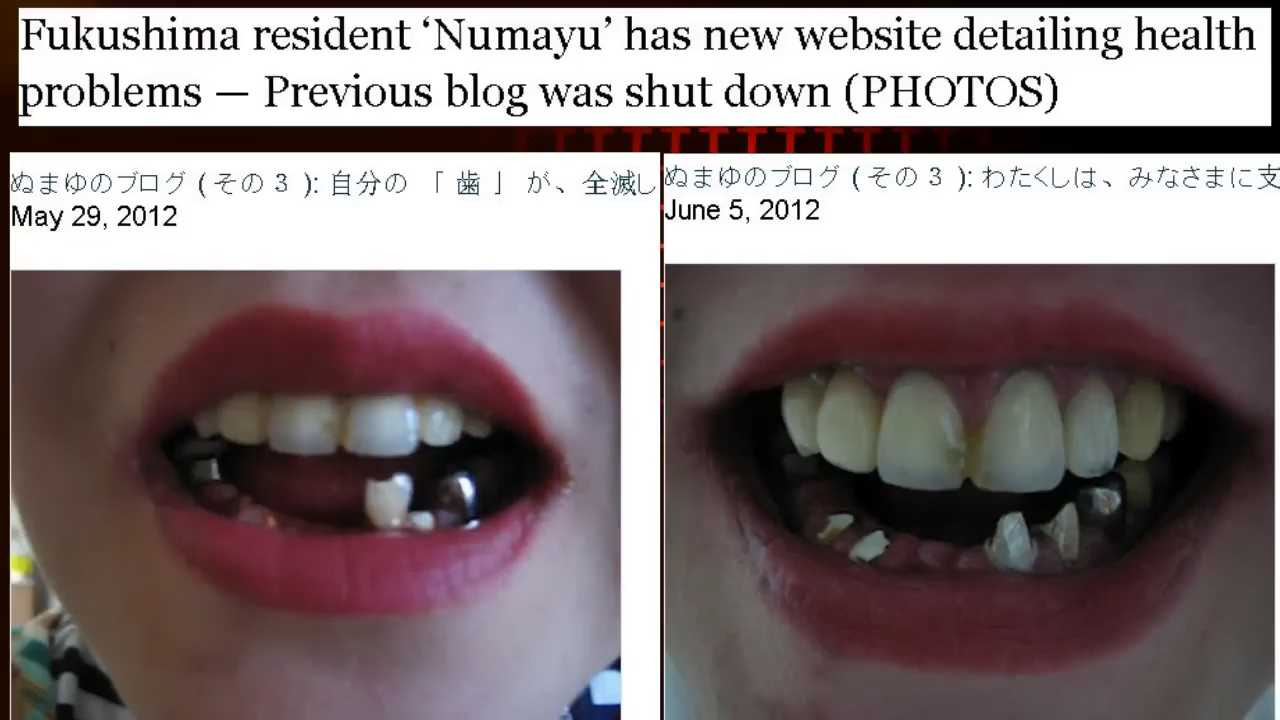 Fukushima resident ‘Numayu’ has new website detailing health
problems — Previous blog was shut down (PHOTOS)
ぬまゆのブログ (その3 ): 自分の 「 歯 」 が、全滅し
May 29, 2012
ぬまゆのブログ (その3 ): わたくしは、みなさまに支
June 5, 2012